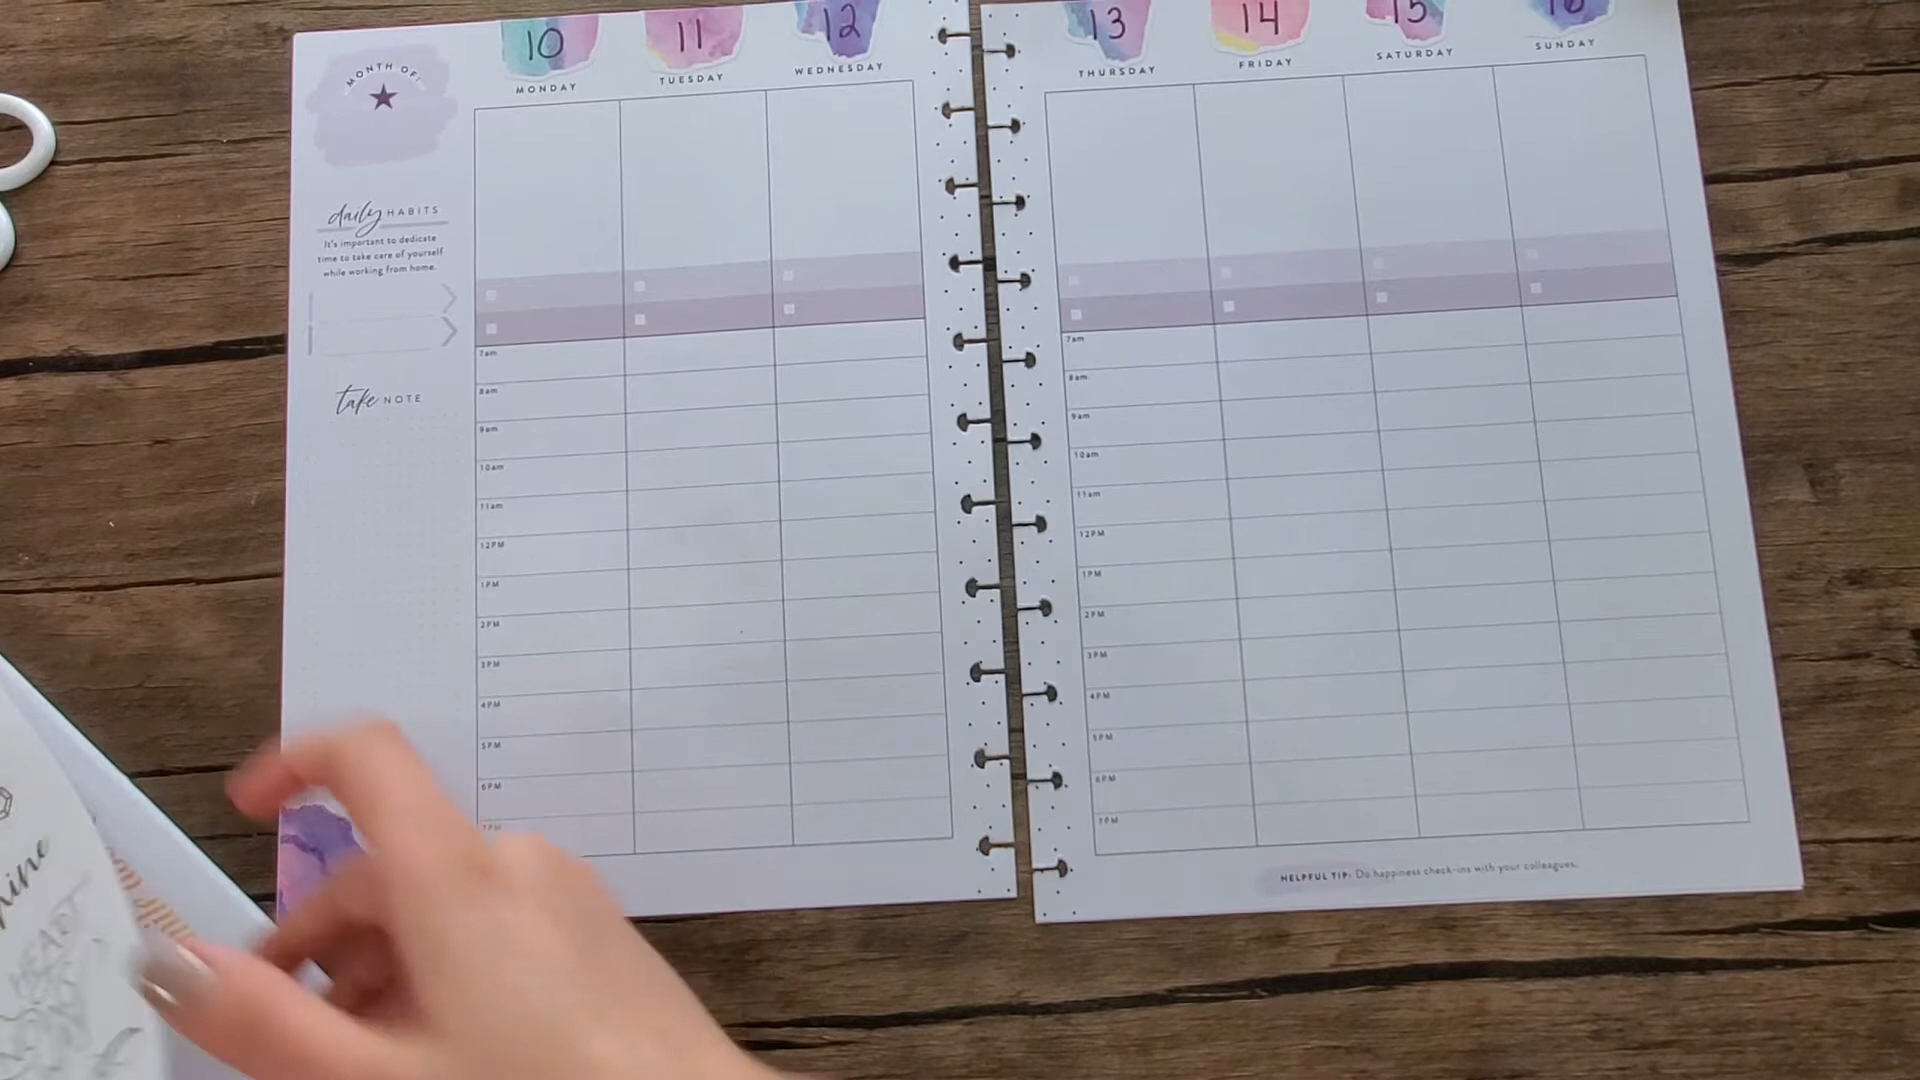 10
11
12
13
14
15
16
MONDAY
TUESDAY
WEDNESDAY
THURSDAY
FRIDAY
SATURDAY
SUNDAY
MONTH OF:
daily HABITS
It's important to dedicate
time to take care of yourself
while working from home.
take NOTE
7am
8am
9am
10am
11am
12PM
1PM
2PM
3PM
4PM
5PM
6PM
7PM
7am
8am
9am
10am
11am
12PM
1PM
2PM
3PM
4PM
5PM
6PM
7PM
HELPFUL TIP: Do happiness check-ins with your colleagues.
HEART